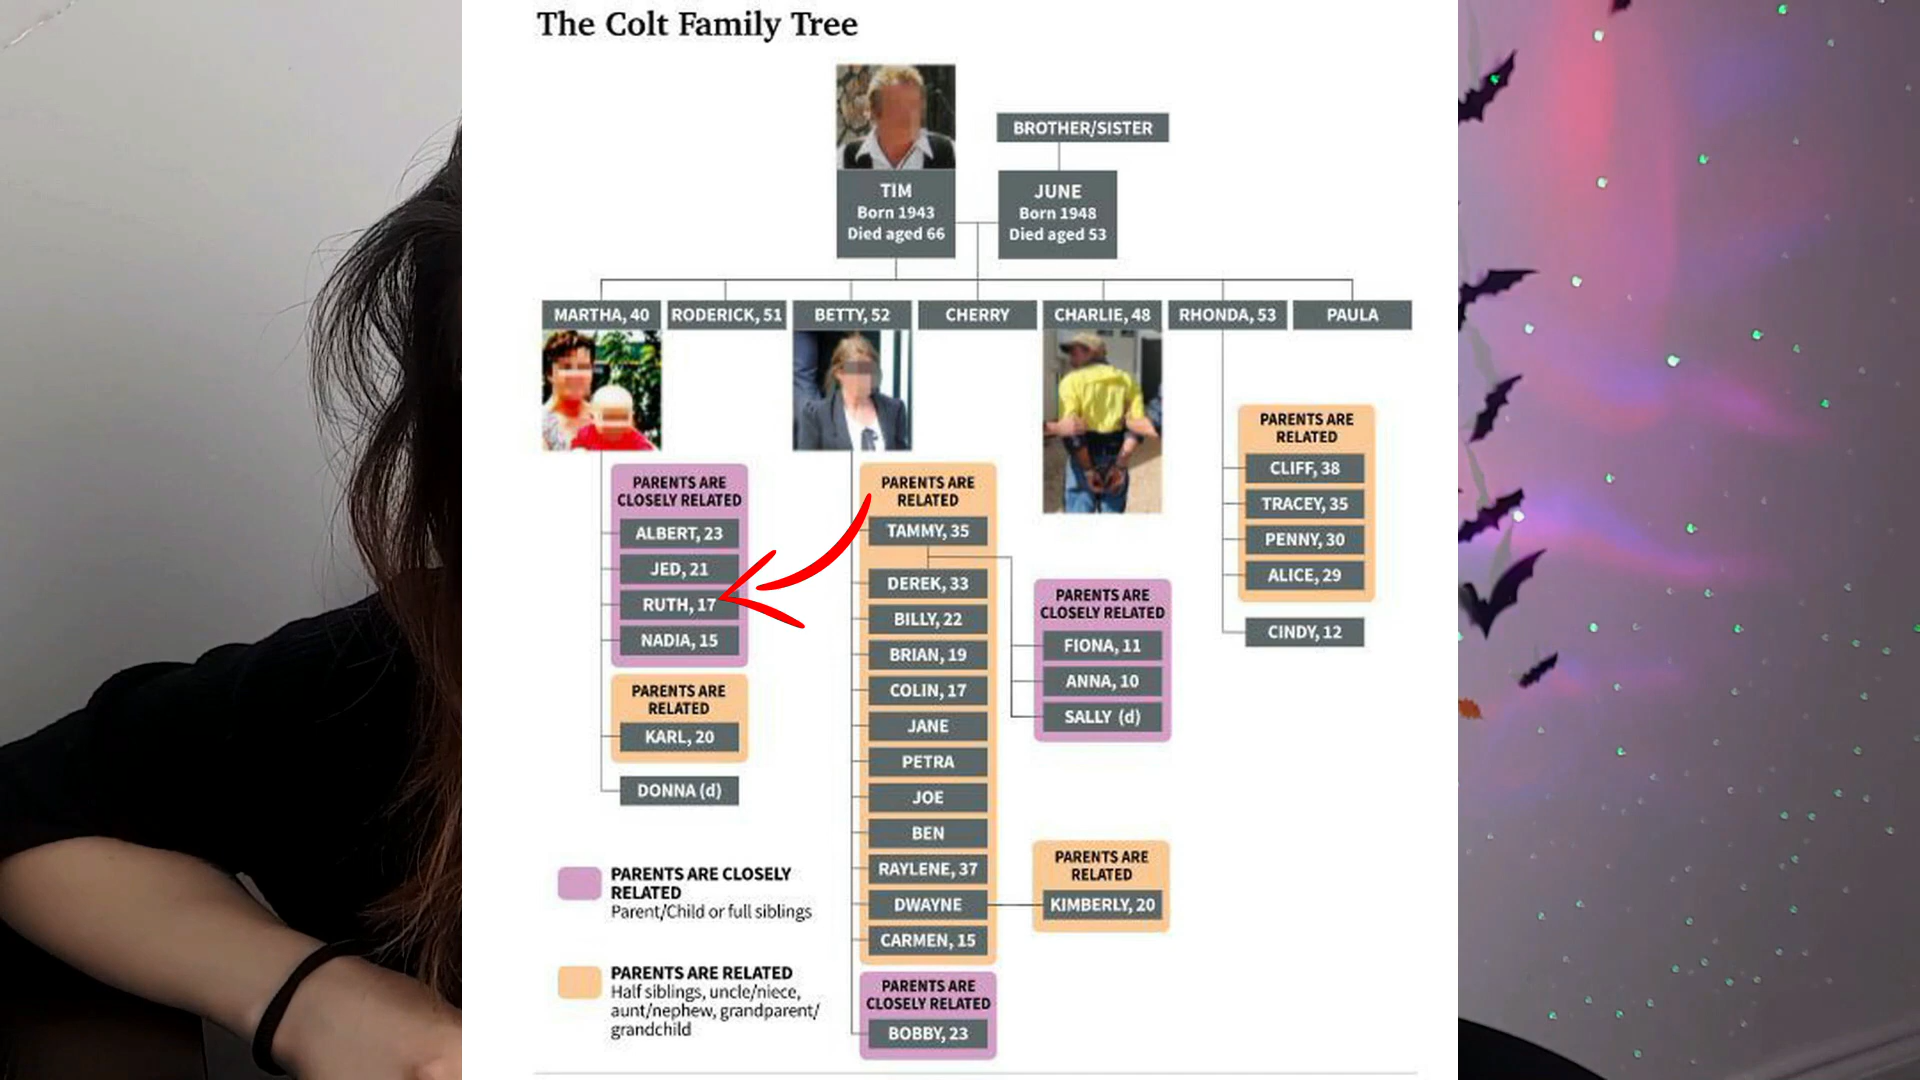 The Colt Family Tree
BROTHER/SISTER
TIM
Born 1943
Died aged 66
JUNE
Born 1948
Died aged 53
MARTHA, 40
RODERICK, 51
BETTY, 52
CHERRY
CHARLIE, 48
RHONDA, 53
PAULA
PARENTS ARE
CLOSELY RELATED
ALBERT, 23
JED, 21
RUTH, 17
NADIA, 15
PARENTS ARE
RELATED
KARL, 20
DONNA (d)
PARENTS ARE
RELATED
TAMMY, 35
DEREK, 33
BILLY, 22
BRIAN, 19
COLIN, 17
JANE
PETRA
JOE
BEN
RAYLENE, 37
DWAYNE
CARMEN, 15
PARENTS ARE
CLOSELY RELATED
BOBBY, 23
PARENTS ARE
CLOSELY RELATED
FIONA, 11
ANNA, 10
SALLY (d)
PARENTS ARE
RELATED
KIMBERLY, 20
PARENTS ARE
RELATED
CLIFF, 38
TRACEY, 35
PENNY, 30
ALICE, 29
CINDY, 12
PARENTS ARE CLOSELY
RELATED
Parent/Child or full siblings
PARENTS ARE RELATED
Half siblings, uncle/niece,
aunt/nephew, grandparent/
grandchild